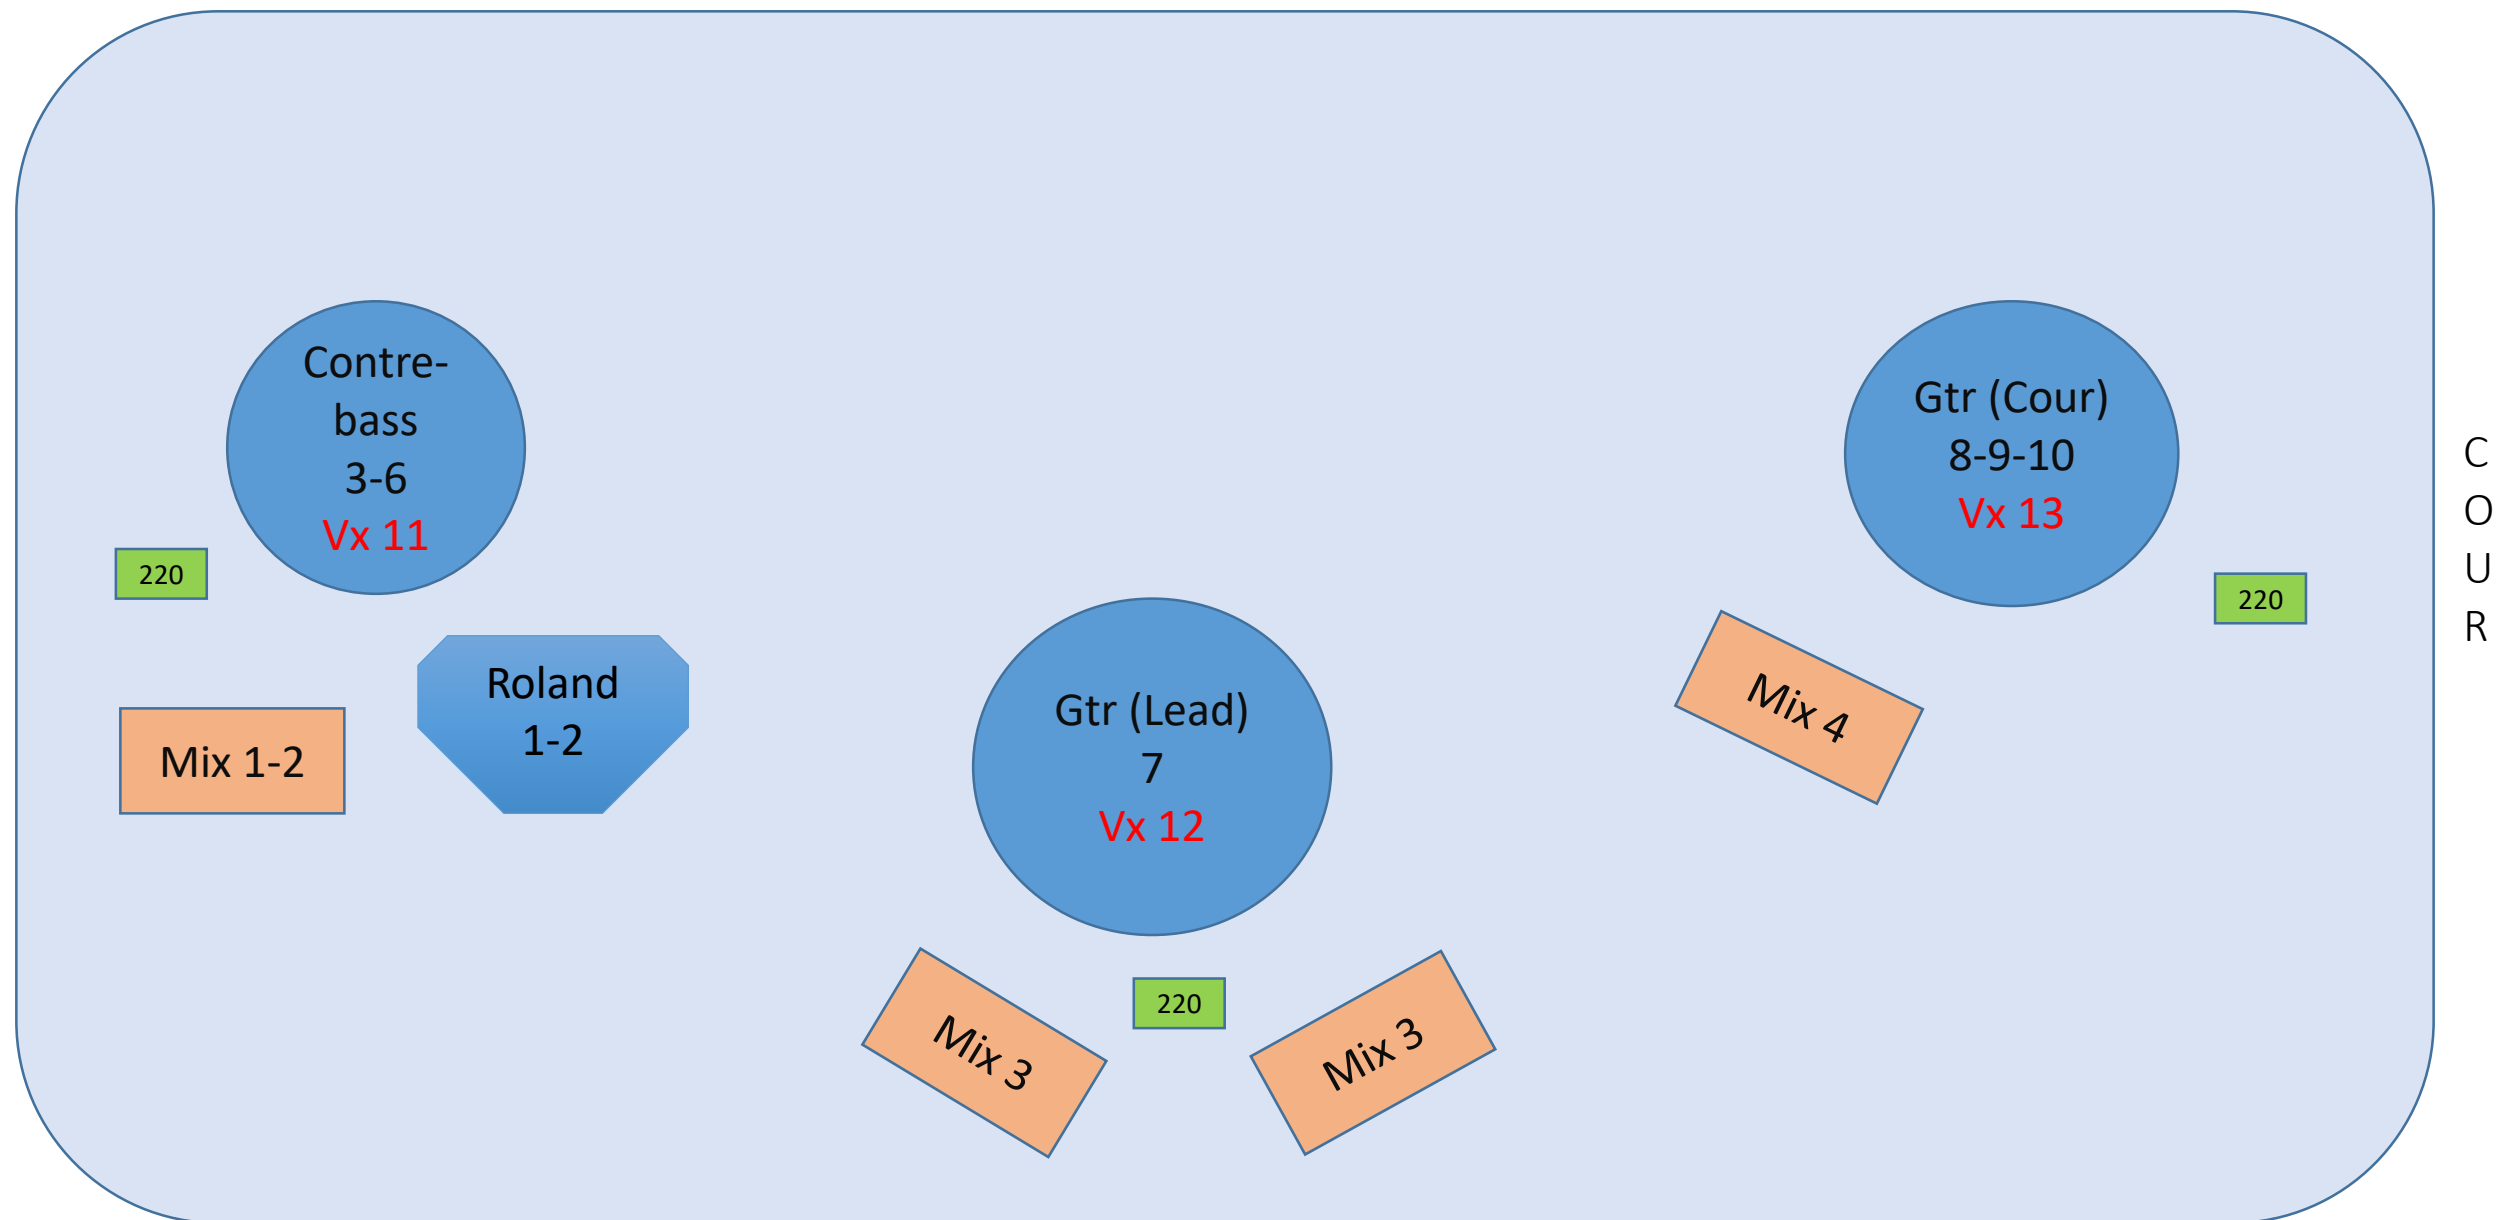 Contre-
bass
3-6
Vx 11
Gtr (Cour)
8-9-10
Vx 13
C
O
U
R
220
220
Roland
1-2
Mix 1-2
Gtr (Lead)
7
Vx 12
Mix 4
220
Mix 3
Mix 3